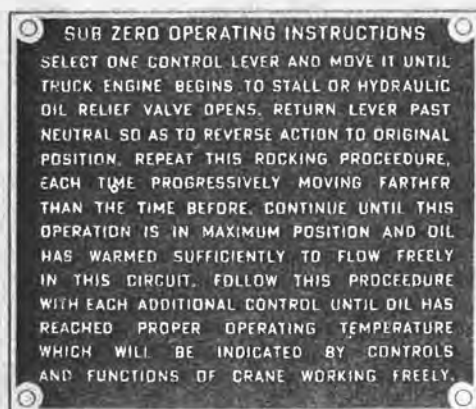 SUB ZERO OPERATING INSTRUCTIONS
SELECT ONE CONTROL LEVER AND MOVE IT UNTIL
TRUCK ENGINE BEGINS TO STALL OR HYDRAULIC
OIL RELIEF VALVE OPENS. RETURN LEVER PAST
NEUTRAL SO AS TO REVERSE ACTION TO ORIGINAL
POSITION. REPEAT THIS ROCKING PROCEEDURE,
EACH TIME PROGRESSIVELY MOVING FARTHER
THAN THE TIME BEFORE. CONTINUE UNTIL THIS
OPERATION IS IN MAXIMUM POSITION AND OIL
HAS WARMED SUFFICIENTLY TO FLOW FREELY
IN THIS CIRCUIT. FOLLOW THIS PROCEEDURE
WITH EACH ADDITIONAL CONTROL UNTIL OIL HAS
REACHED PROPER OPERATING TEMPERATURE
WHICH WILL BE INDICATED BY CONTROLS
AND FUNCTIONS OF CRANE WORKING FREELY.